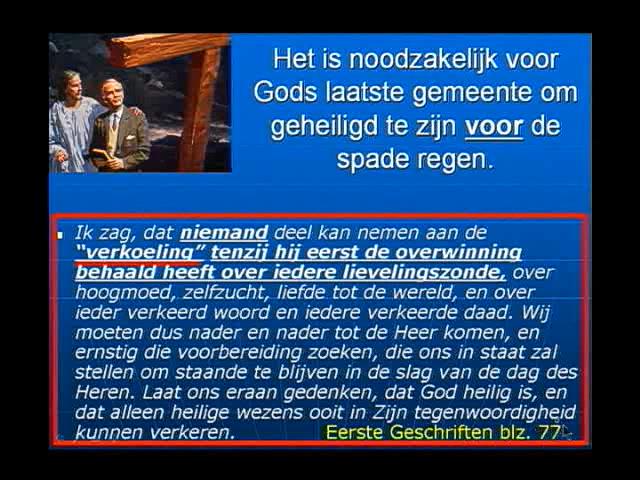 Het is noodzakelijk voor
Gods laatste gemeente om
geheiligd te zijn voor de
spade regen.
Ik zag, dat niemand deel kan nemen aan de
“verkoeling” tenzij hij eerst de overwinning
behaald heeft over iedere lievelingszonde, over
hoogmoed, zelfzucht, liefde tot de wereld, en over
ieder verkeerd woord en iedere verkeerde daad. Wij
moeten dus nader en nader tot de Heer komen, en
ernstig die voorbereiding zoeken, die ons in staat zal
stellen om staande te blijven in de slag van de dag des
Heren. Laat ons eraan gedenken, dat God heilig is, en
dat alleen heilige wezens ooit in Zijn tegenwoordigheid
kunnen verkeren. Eerste Geschriften blz. 77